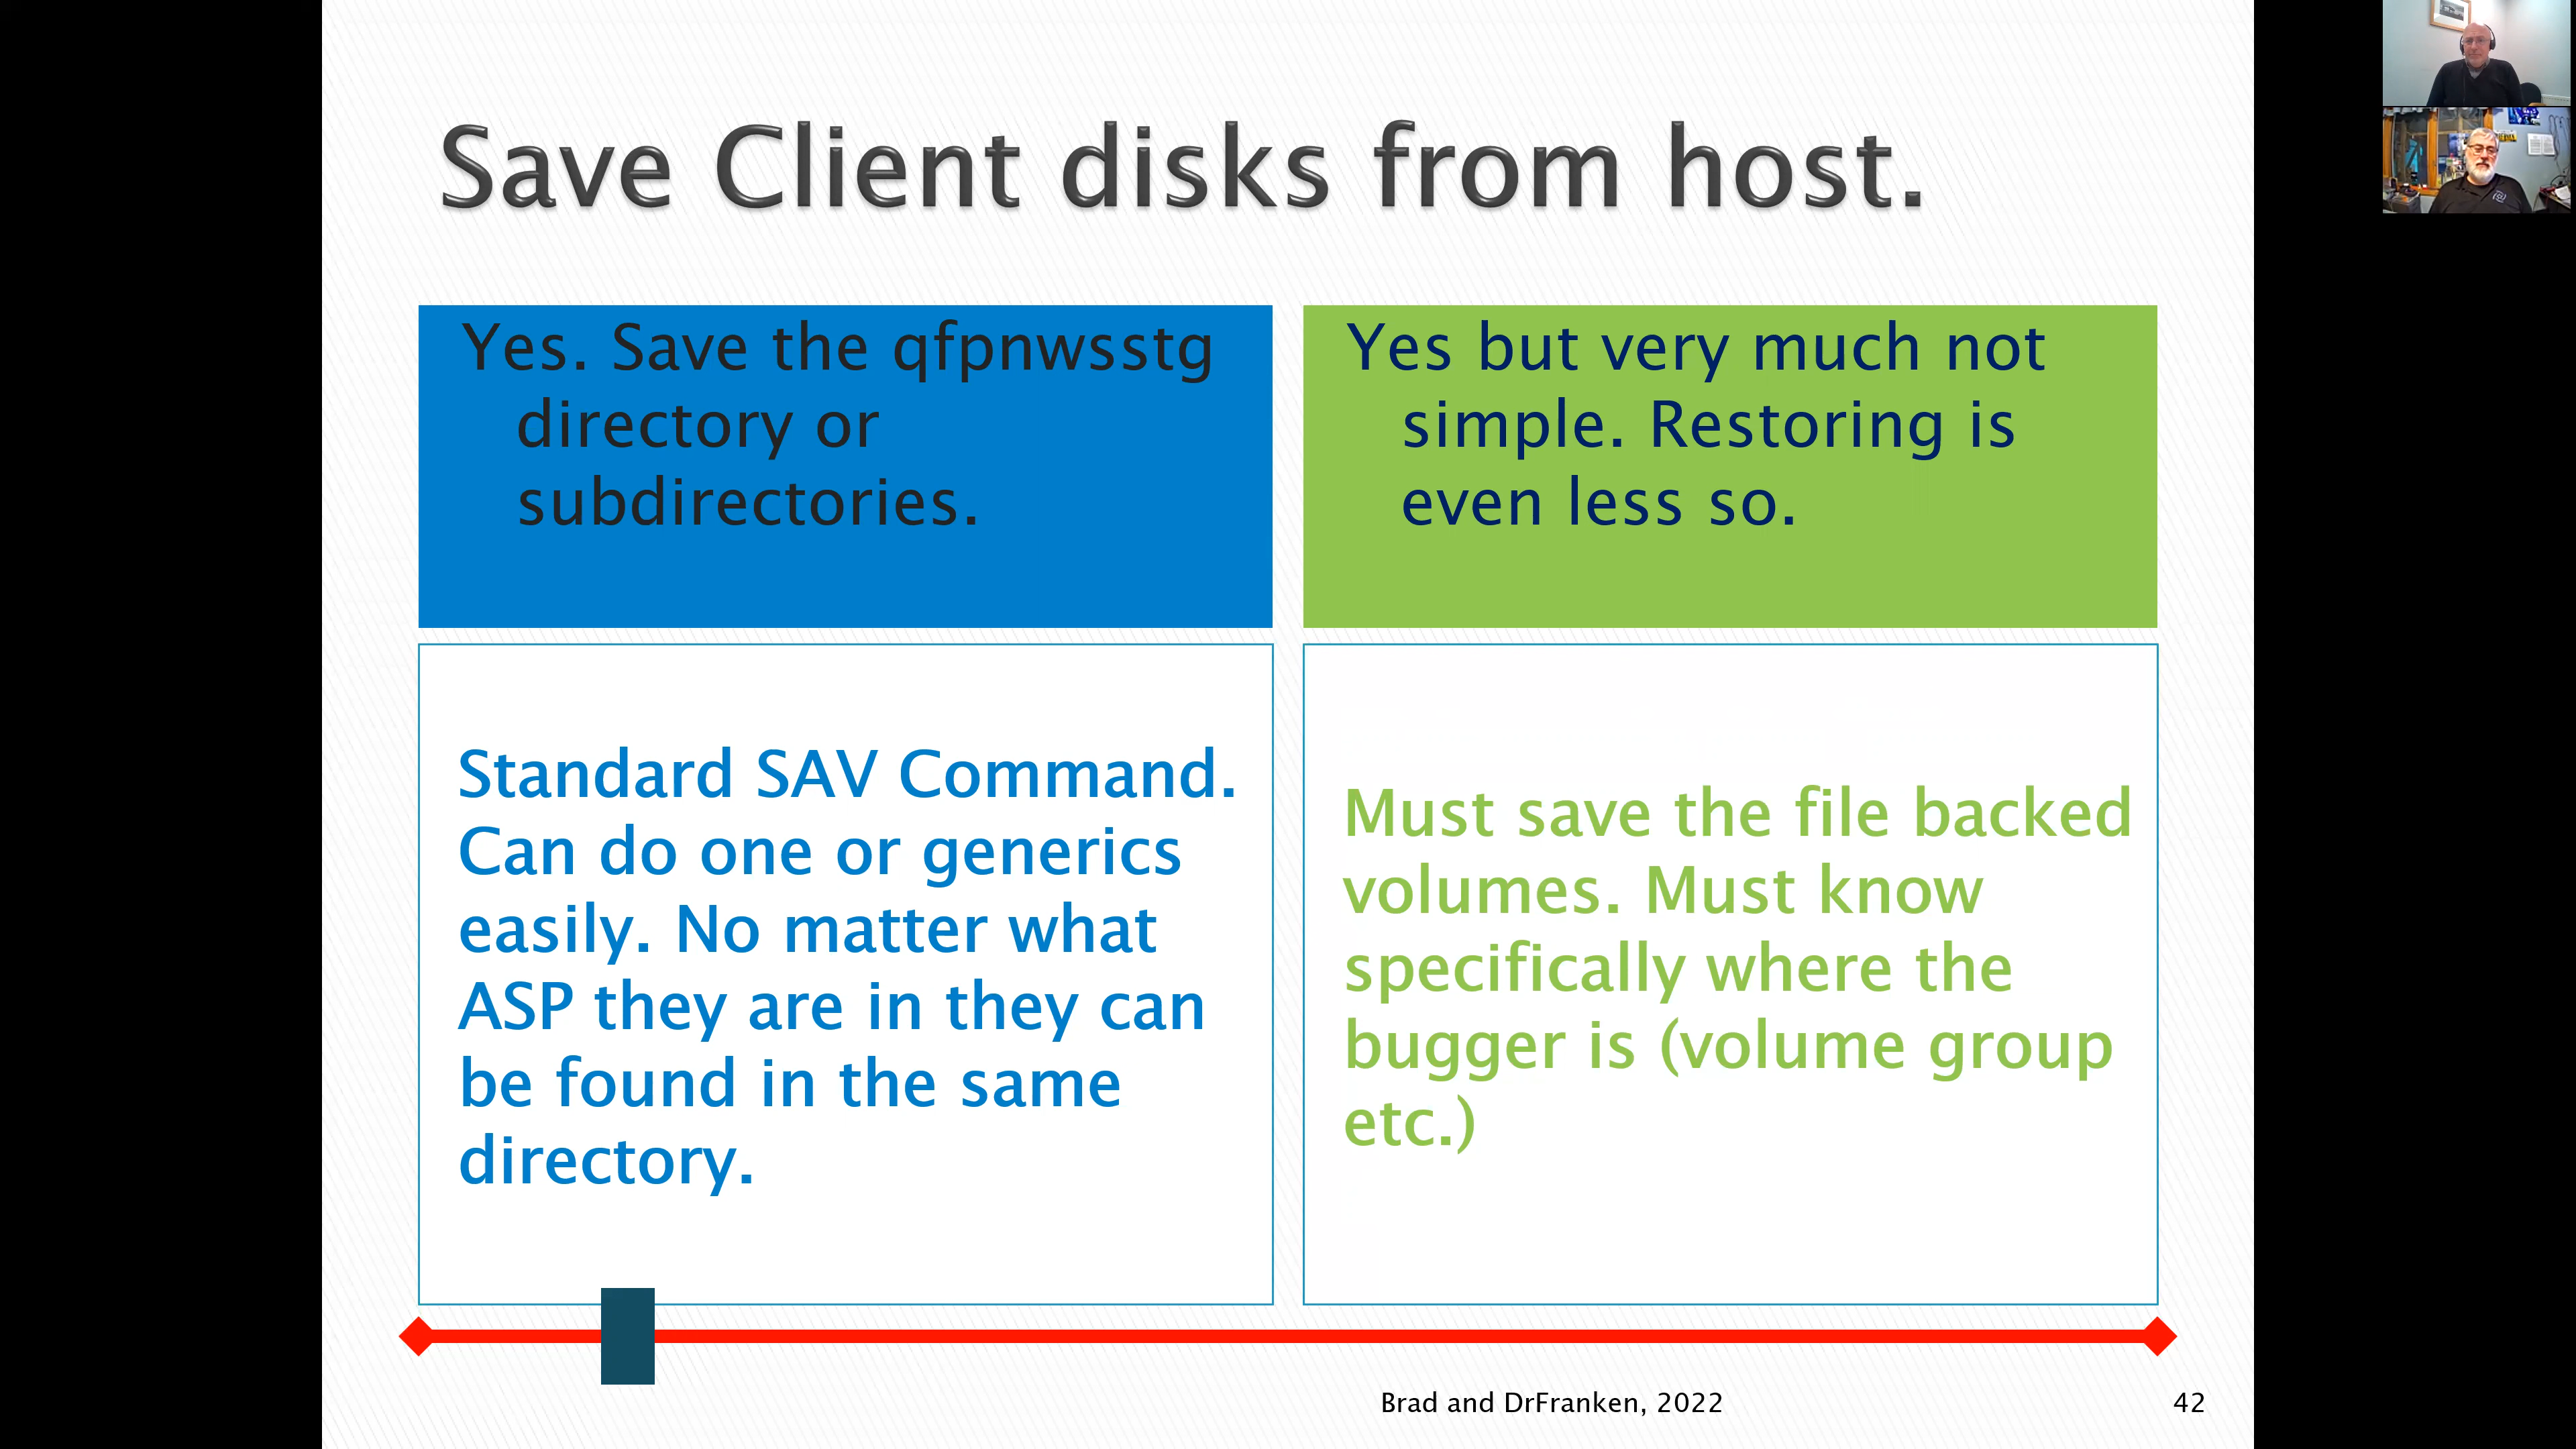 Save Client disks from host.
Yes. Save the qfpnwsstg
directory or
subdirectories.
Yes but very much not
simple. Restoring is
even less so.
Standard SAV Command.
Can do one or generics
easily. No matter what
ASP they are in they can
be found in the same
directory.
Must save the file backed
volumes. Must know
specifically where the
bugger is (volume group
etc.)
Brad and DrFranken, 2022
42